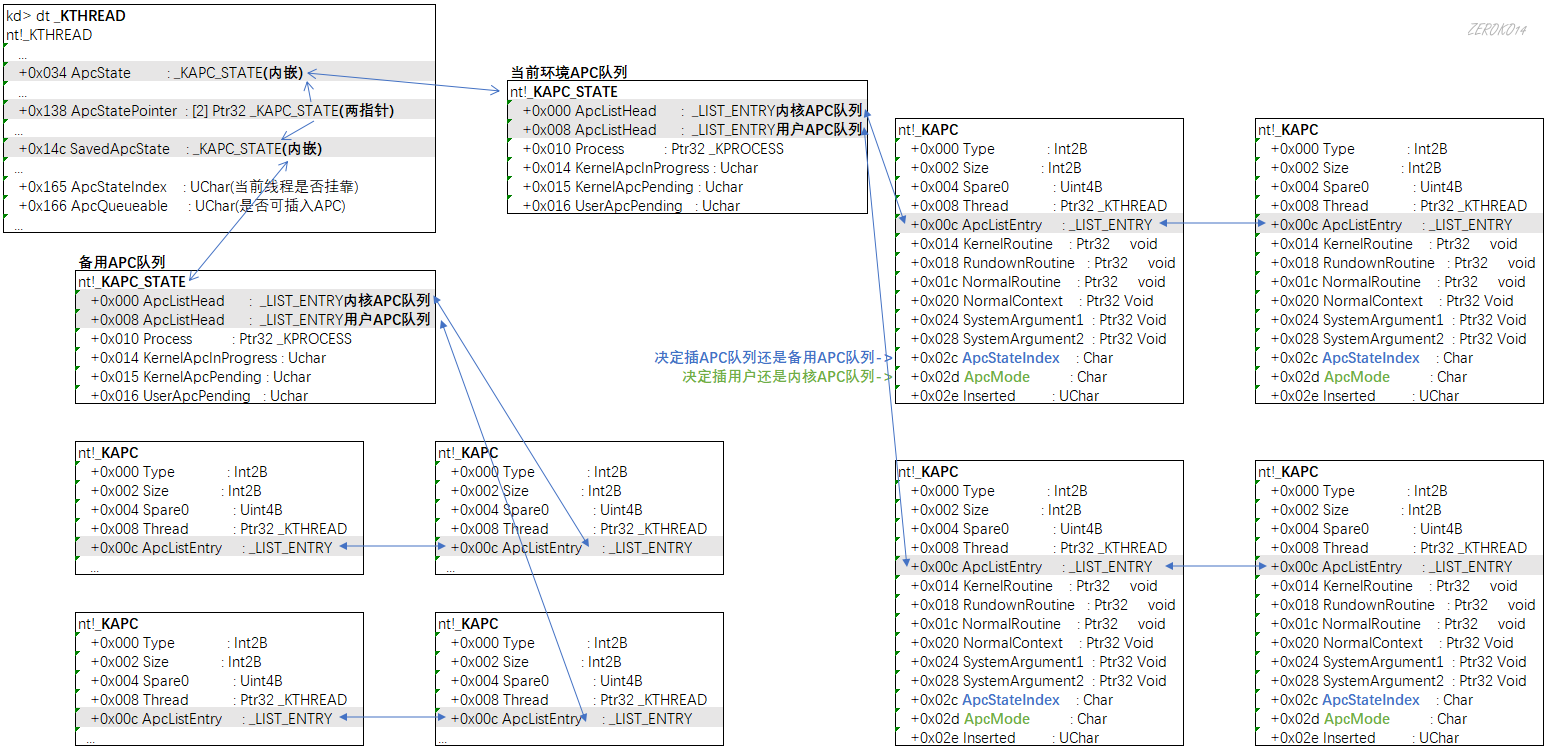 kd> dt _KTHREAD
nt!_KTHREAD
...
+0x034 ApcState : _KAPC_STATE(内嵌)
...
+0x138 ApcStatePointer : [2] Ptr32 _KAPC_STATE(两指针)
...
+0x14c SavedApcState : _KAPC_STATE(内嵌)
...
+0x165 ApcStateIndex : UChar(当前线程是否挂靠)
+0x166 ApcQueueable : UChar(是否可插入APC)
...
ZEROKO14
当前环境APC队列
nt!_KAPC_STATE
+0x000 ApcListHead : _LIST_ENTRY内核APC队列
+0x008 ApcListHead : _LIST_ENTRY用户APC队列
+0x010 Process : Ptr32 _KPROCESS
+0x014 KernelApcInProgress : Uchar
+0x015 KernelApcPending : Uchar
+0x016 UserApcPending : Uchar
备用APC队列
nt!_KAPC_STATE
+0x000 ApcListHead : _LIST_ENTRY内核APC队列
+0x008 ApcListHead : _LIST_ENTRY用户APC队列
+0x010 Process : Ptr32 _KPROCESS
+0x014 KernelApcInProgress : Uchar
+0x015 KernelApcPending : Uchar
+0x016 UserApcPending : Uchar
nt!_KAPC
+0x000 Type : Int2B
+0x002 Size : Int2B
+0x004 Spare0 : Uint4B
+0x008 Thread : Ptr32 _KTHREAD
+0x00c ApcListEntry : _LIST_ENTRY
...
nt!_KAPC
+0x000 Type : Int2B
+0x002 Size : Int2B
+0x004 Spare0 : Uint4B
+0x008 Thread : Ptr32 _KTHREAD
+0x00c ApcListEntry : _LIST_ENTRY
...
nt!_KAPC
+0x000 Type : Int2B
+0x002 Size : Int2B
+0x004 Spare0 : Uint4B
+0x008 Thread : Ptr32 _KTHREAD
+0x00c ApcListEntry : _LIST_ENTRY
...
nt!_KAPC
+0x000 Type : Int2B
+0x002 Size : Int2B
+0x004 Spare0 : Uint4B
+0x008 Thread : Ptr32 _KTHREAD
+0x00c ApcListEntry : _LIST_ENTRY
...
nt!_KAPC
+0x000 Type : Int2B
+0x002 Size : Int2B
+0x004 Spare0 : Uint4B
+0x008 Thread : Ptr32 _KTHREAD
+0x00c ApcListEntry : _LIST_ENTRY
+0x014 KernelRoutine : Ptr32 void
+0x018 RundownRoutine : Ptr32 void
+0x01c NormalRoutine : Ptr32 void
+0x020 NormalContext : Ptr32 Void
+0x024 SystemArgument1 : Ptr32 Void
+0x028 SystemArgument2 : Ptr32 Void
决定插APC队列还是备用APC队列->
+0x02c ApcStateIndex : Char
决定插用户还是内核APC队列->
+0x02d ApcMode : Char
+0x02e Inserted : UChar
nt!_KAPC
+0x000 Type : Int2B
+0x002 Size : Int2B
+0x004 Spare0 : Uint4B
+0x008 Thread : Ptr32 _KTHREAD
+0x00c ApcListEntry : _LIST_ENTRY
+0x014 KernelRoutine : Ptr32 void
+0x018 RundownRoutine : Ptr32 void
+0x01c NormalRoutine : Ptr32 void
+0x020 NormalContext : Ptr32 Void
+0x024 SystemArgument1 : Ptr32 Void
+0x028 SystemArgument2 : Ptr32 Void
+0x02c ApcStateIndex : Char
+0x02d ApcMode : Char
+0x02e Inserted : UChar
nt!_KAPC
+0x000 Type : Int2B
+0x002 Size : Int2B
+0x004 Spare0 : Uint4B
+0x008 Thread : Ptr32 _KTHREAD
+0x00c ApcListEntry : _LIST_ENTRY
+0x014 KernelRoutine : Ptr32 void
+0x018 RundownRoutine : Ptr32 void
+0x01c NormalRoutine : Ptr32 void
+0x020 NormalContext : Ptr32 Void
+0x024 SystemArgument1 : Ptr32 Void
+0x028 SystemArgument2 : Ptr32 Void
+0x02c ApcStateIndex : Char
+0x02d ApcMode : Char
+0x02e Inserted : UChar
nt!_KAPC
+0x000 Type : Int2B
+0x002 Size : Int2B
+0x004 Spare0 : Uint4B
+0x008 Thread : Ptr32 _KTHREAD
+0x00c ApcListEntry : _LIST_ENTRY
+0x014 KernelRoutine : Ptr32 void
+0x018 RundownRoutine : Ptr32 void
+0x01c NormalRoutine : Ptr32 void
+0x020 NormalContext : Ptr32 Void
+0x024 SystemArgument1 : Ptr32 Void
+0x028 SystemArgument2 : Ptr32 Void
+0x02c ApcStateIndex : Char
+0x02d ApcMode : Char
+0x02e Inserted : UChar